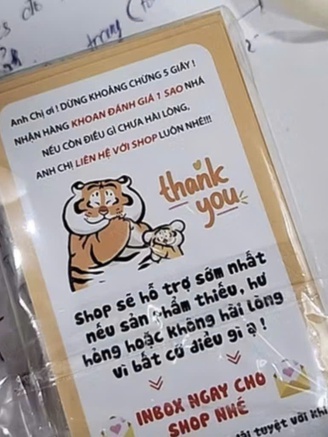 Anh Chị ơi ! DỪNG KHOẢNG CHỪNG 5 GIÂY !
NHẬN HÀNG KHOAN ĐÁNH GIÁ 1 SAO NHÁ
NẾU CÒN ĐIỀU GÌ CHƯA HÀI LÒNG,
ANH CHỊ LIÊN HỆ VỚI SHOP LUÔN NHÉ!!!
thank
you
Shop sẽ hỗ trợ sớm nhất
nếu sản phẩm thiếu, hư
hỏng hoặc không hài lòng
vì bất cứ điều gì ạ !
INBOX NGAY CHO
SHOP NHÉ
tuyệt với